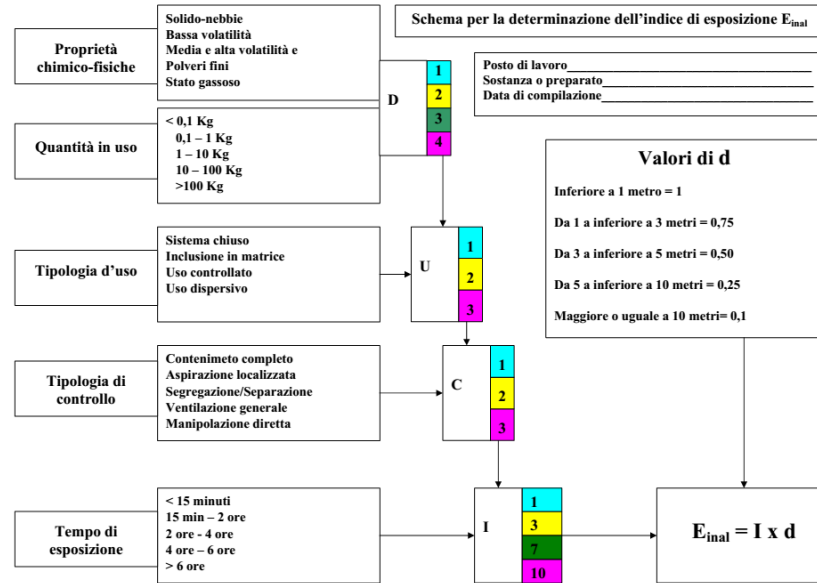 Schema per la determinazione dell'indice di esposizione E_inal
Posto di lavoro___________________________________
Sostanza o preparato______________________________
Data di compilazione______________________________
Proprietà
chimico-fisiche
Solido-nebbie
Bassa volatilità
Media e alta volatilità e
Polveri fini
Stato gassoso
D
1
2
3
4
Quantità in uso
< 0,1 Kg
0,1 – 1 Kg
1 – 10 Kg
10 – 100 Kg
>100 Kg
Valori di d
Inferiore a 1 metro = 1
Da 1 a inferiore a 3 metri = 0,75
Da 3 a inferiore a 5 metri = 0,50
Da 5 a inferiore a 10 metri = 0,25
Maggiore o uguale a 10 metri= 0,1
Tipologia d'uso
Sistema chiuso
Inclusione in matrice
Uso controllato
Uso dispersivo
U
1
2
3
Tipologia di
controllo
Contenimeto completo
Aspirazione localizzata
Segregazione/Separazione
Ventilazione generale
Manipolazione diretta
C
1
2
3
Tempo di
esposizione
< 15 minuti
15 min – 2 ore
2 ore - 4 ore
4 ore – 6 ore
> 6 ore
I
1
3
7
10
E_inal = I x d